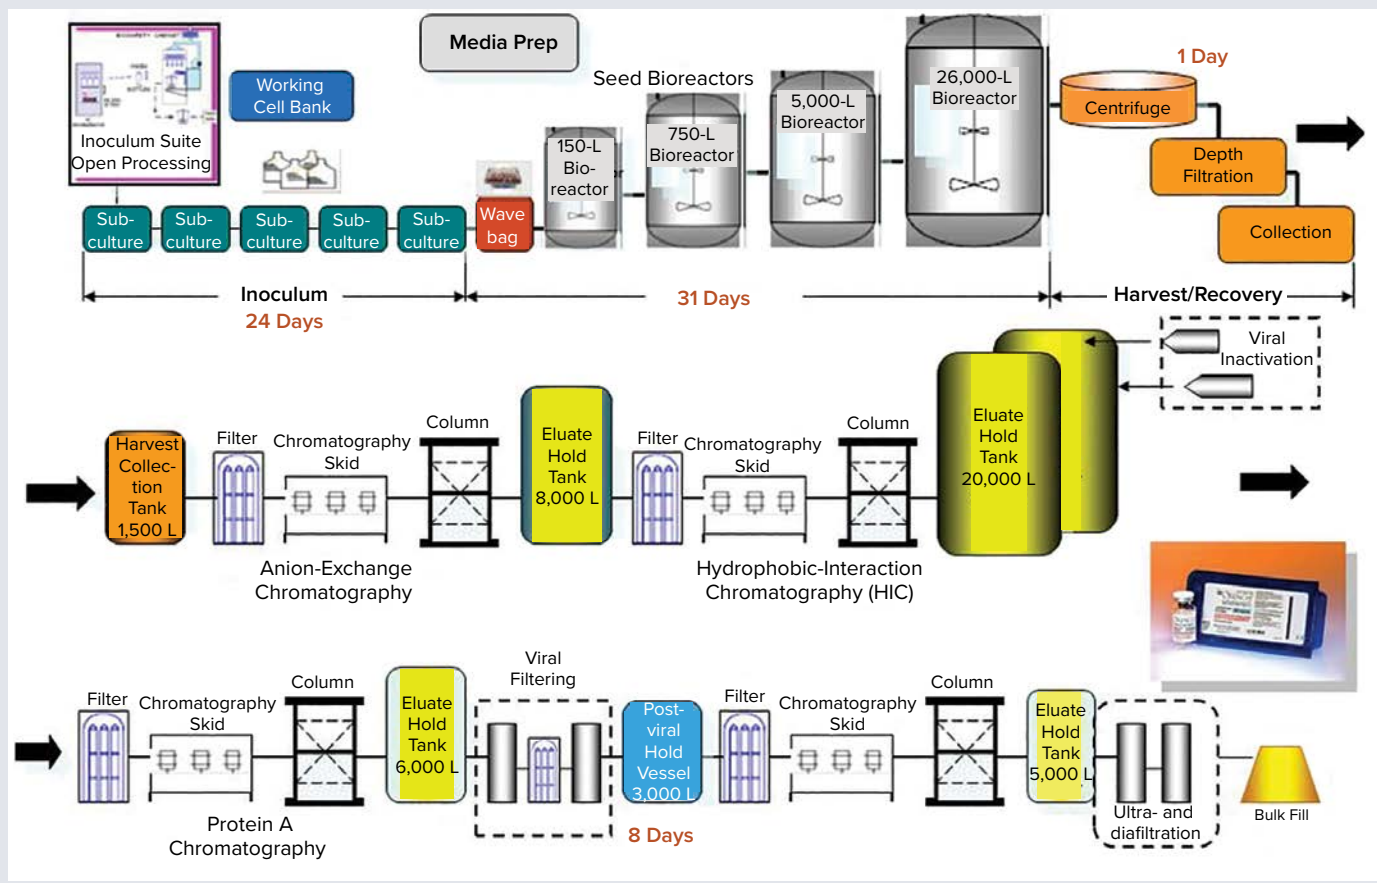 Media Prep
Working
Cell Bank
Inoculum Suite
Open Processing
Sub-
culture
Sub-
culture
Sub-
culture
Sub-
culture
Sub-
culture
Wave
bag
Seed Bioreactors
150-L
Bio-
reactor
750-L
Bioreactor
5,000-L
Bioreactor
26,000-L
Bioreactor
1 Day
Centrifuge
Depth
Filtration
Collection
Inoculum
24 Days
31 Days
Harvest/Recovery
Viral
Inactivation
Harvest
Collec-
tion
Tank
1,500 L
Filter
Chromatography
Skid
Column
Anion-Exchange
Chromatography
Eluate
Hold
Tank
8,000 L
Filter
Chromatography
Skid
Column
Hydrophobic-Interaction
Chromatography (HIC)
Eluate
Hold
Tank
20,000 L
Filter
Chromatography
Skid
Column
Protein A
Chromatography
Eluate
Hold
Tank
6,000 L
Viral
Filtering
Post-
viral
Hold
Vessel
3,000 L
8 Days
Filter
Chromatography
Skid
Column
Eluate
Hold
Tank
5,000 L
Ultra- and
diafiltration
Bulk Fill